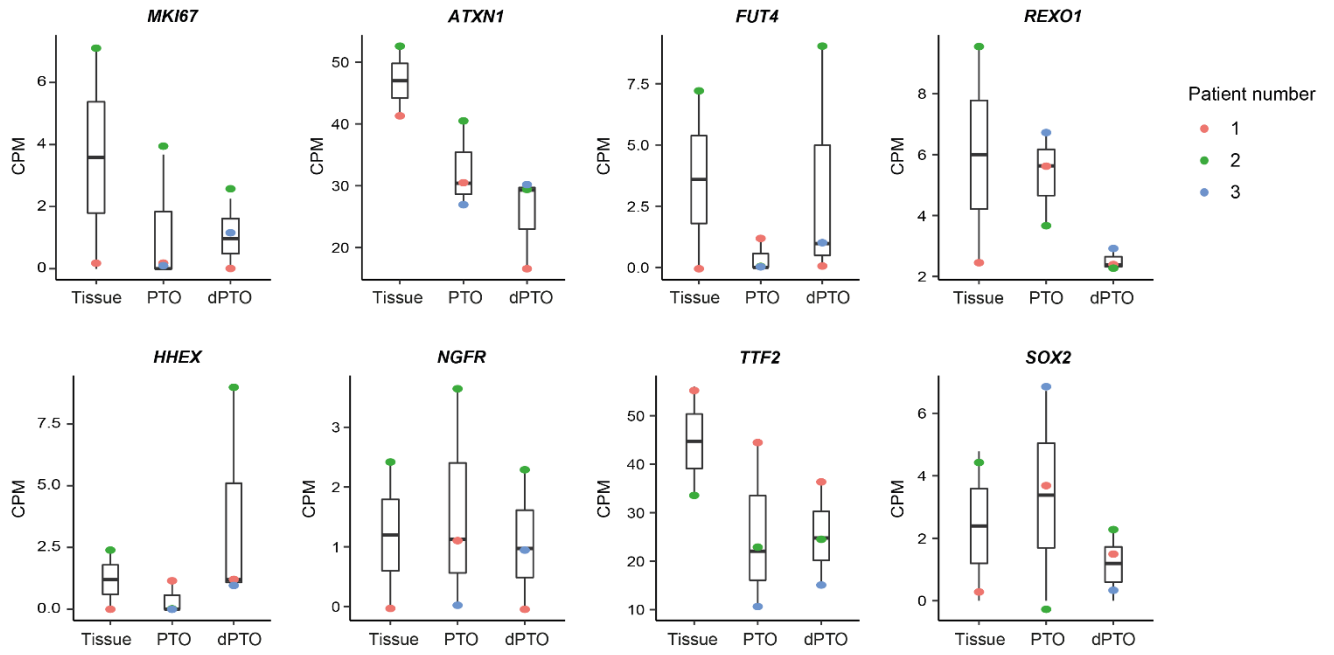 MKI67
CPM
6
4
2
0
Tissue PTO dPTO
ATXN1
CPM
50
40
30
20
Tissue PTO dPTO
FUT4
CPM
7.5
5.0
2.5
0.0
Tissue PTO dPTO
REXO1
CPM
8
6
4
2
Tissue PTO dPTO
Patient number
1
2
3
HHEX
CPM
7.5
5.0
2.5
0.0
Tissue PTO dPTO
NGFR
CPM
3
2
1
0
Tissue PTO dPTO
TTF2
CPM
50
40
30
20
10
Tissue PTO dPTO
SOX2
CPM
6
4
2
0
Tissue PTO dPTO